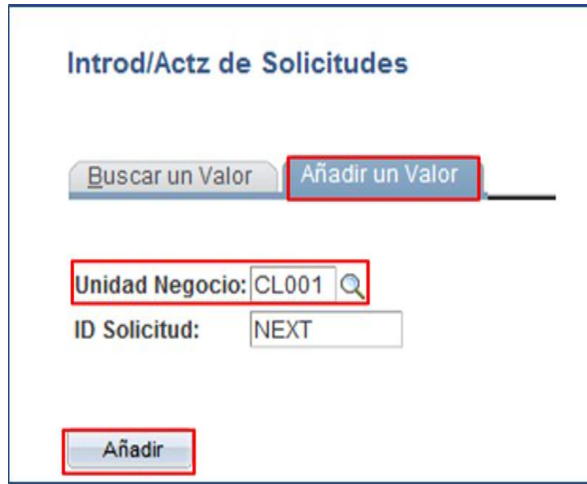 Introd/Actz de Solicitudes
Buscar un Valor Añadir un Valor
Unidad Negocio: CL001
ID Solicitud: NEXT
Añadir